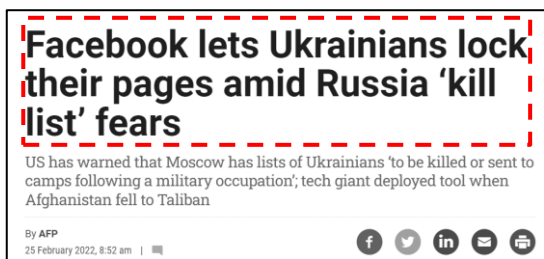 Facebook lets Ukrainians lock
their pages amid Russia ‘kill
list’ fears
US has warned that Moscow has lists of Ukrainians ‘to be killed or sent to
camps following a military occupation’; tech giant deployed tool when
Afghanistan fell to Taliban
By AFP
25 February 2022, 8:52 am |